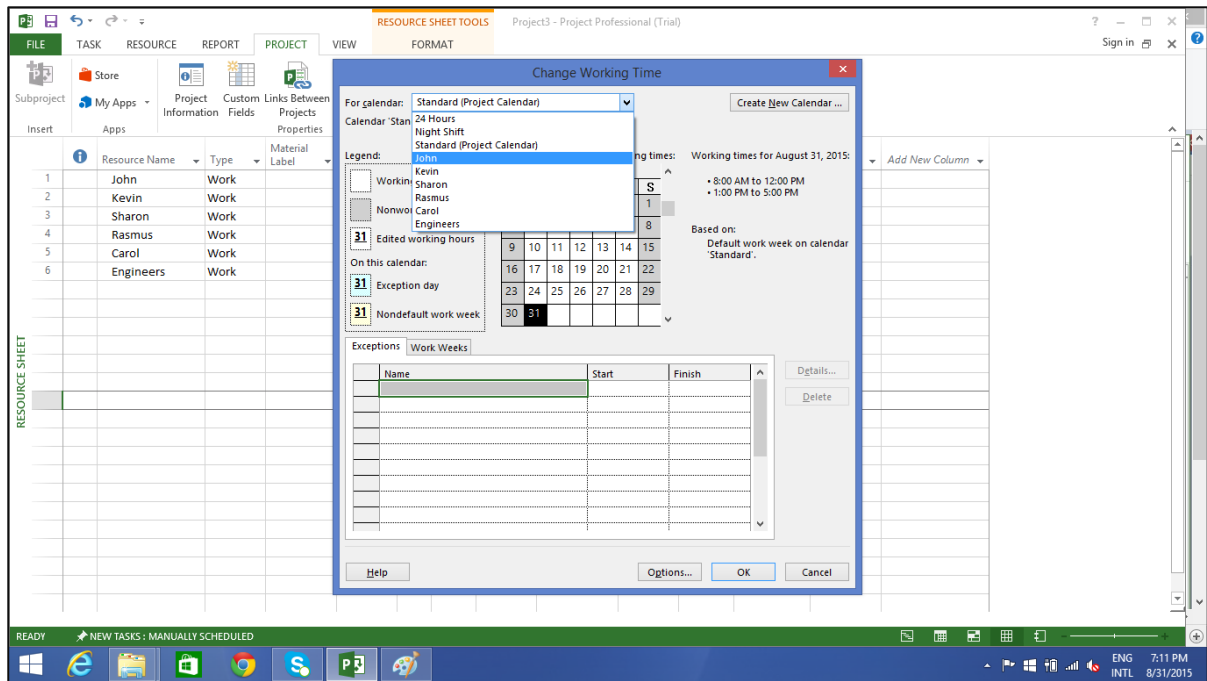 RESOURCE SHEET TOOLS
Project3 - Project Professional (Trial)
?
FILE TASK RESOURCE REPORT PROJECT VIEW FORMAT
Sign in
Subproject
Store
My Apps
Project Information
Custom Fields
Links Between Projects
Insert Apps Properties
Resource Name Type Material Label Add New Column
1 John Work
2 Kevin Work
3 Sharon Work
4 Rasmus Work
5 Carol Work
6 Engineers Work
RESOURCE SHEET
Change Working Time
For calendar: Standard (Project Calendar)
Create New Calendar ...
Calendar 'Stan
24 Hours
Night Shift
Standard (Project Calendar)
John
Kevin
Sharon
Rasmus
Carol
Engineers
Legend:
Workin
Nonwo
31 Edited working hours
On this calendar:
31 Exception day
31 Nondefault work week
ng times:
S
1
8
9 10 11 12 13 14 15
16 17 18 19 20 21 22
23 24 25 26 27 28 29
30 31
Working times for August 31, 2015:
• 8:00 AM to 12:00 PM
• 1:00 PM to 5:00 PM
Based on:
Default work week on calendar
'Standard'.
Exceptions Work Weeks
Name Start Finish
Details...
Delete
Help Options... OK Cancel
READY NEW TASKS : MANUALLY SCHEDULED
ENG 7:11 PM
INTL 8/31/2015